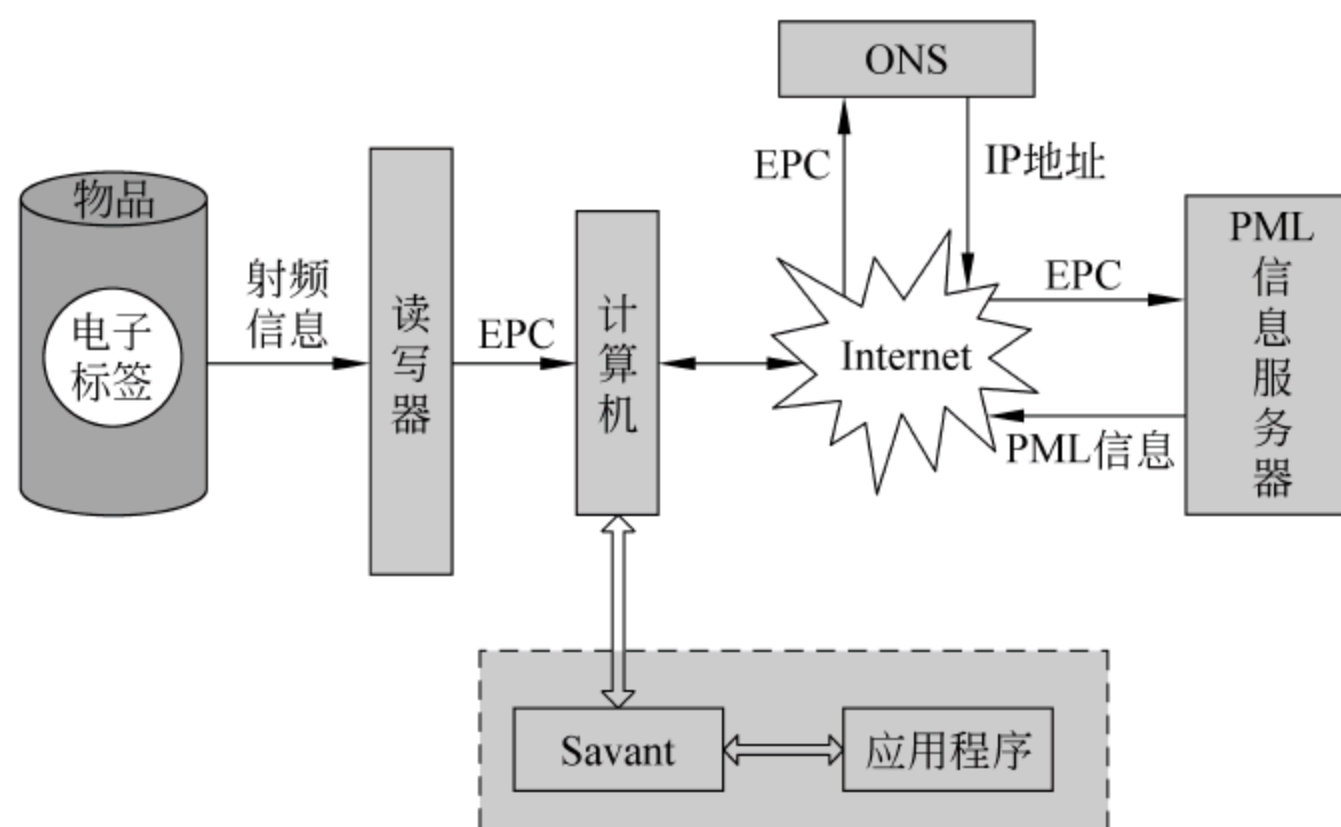 ONS
EPC
IP地址
物品
电子
标签
射频
信息
读
写
器
EPC
计
算
机
Internet
EPC
PML信息
PML
信
息
服
务
器
Savant
应用程序